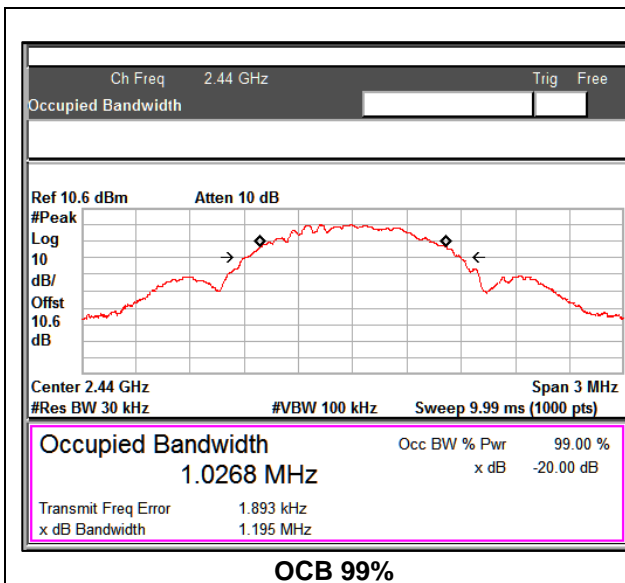 Ch Freq 2.44 GHz Trig Free
Occupied Bandwidth
Ref 10.6 dBm Atten 10 dB
#Peak
Log
10
dB/
Offst
10.6
dB
Center 2.44 GHz Span 3 MHz
#Res BW 30 kHz #VBW 100 kHz Sweep 9.99 ms (1000 pts)
Occupied Bandwidth Occ BW % Pwr 99.00 %
1.0268 MHz x dB -20.00 dB
Transmit Freq Error 1.893 kHz
x dB Bandwidth 1.195 MHz
OCB 99%